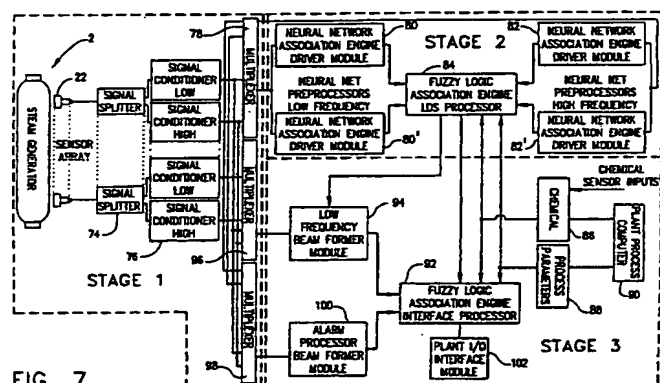 2
22
STEAM GENERATOR
SENSOR
ARRAY
SIGNAL
SPLITTER
SIGNAL
SPLITTER
74
SIGNAL
CONDITIONER
LOW
SIGNAL
CONDITIONER
HIGH
SIGNAL
CONDITIONER
LOW
SIGNAL
CONDITIONER
HIGH
76
STAGE 1
78
MULTIPLEXER
MULTIPLEXER
96
MULTIPLEXER
98
NEURAL NETWORK
ASSOCIATION ENGINE
DRIVER MODULE
80
NEURAL NET
PREPROCESSORS
LOW FREQUENCY
NEURAL NETWORK
ASSOCIATION ENGINE
DRIVER MODULE
80'
STAGE 2
84
FUZZY LOGIC
ASSOCIATION ENGINE
LDS PROCESSOR
82
NEURAL NETWORK
ASSOCIATION ENGINE
DRIVER MODULE
NEURAL NET
PREPROCESSORS
HIGH FREQUENCY
NEURAL NETWORK
ASSOCIATION ENGINE
DRIVER MODULE
82'
LOW
FREQUENCY
BEAM FORMER
MODULE
94
92
FUZZY LOGIC
ASSOCIATION ENGINE
INTERFACE PROCESSOR
100
ALARM
PROCESSOR
BEAM FORMER
MODULE
PLANT I/O
INTERFACE
MODULE
102
CHEMICAL
SENSOR INPUTS
CHEMICAL
86
PROCESS
PARAMETERS
88
PLANT PROCESS
COMPUTER
90
STAGE 3
FIG. 7